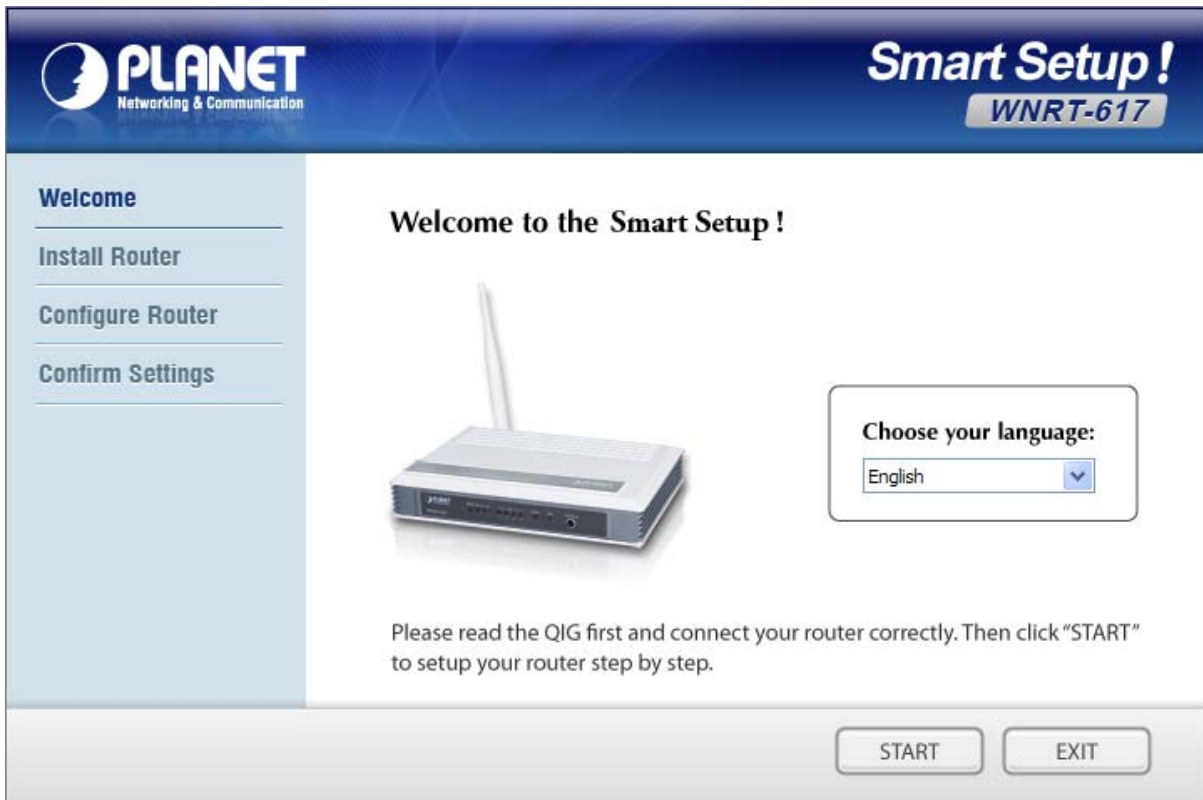 PLANET
Networking & Communication
Smart Setup !
WNRT-617
Welcome
Install Router
Configure Router
Confirm Settings
Welcome to the Smart Setup !
PLANET
Choose your language:
English
Please read the QIG first and connect your router correctly. Then click “START”
to setup your router step by step.
START
EXIT